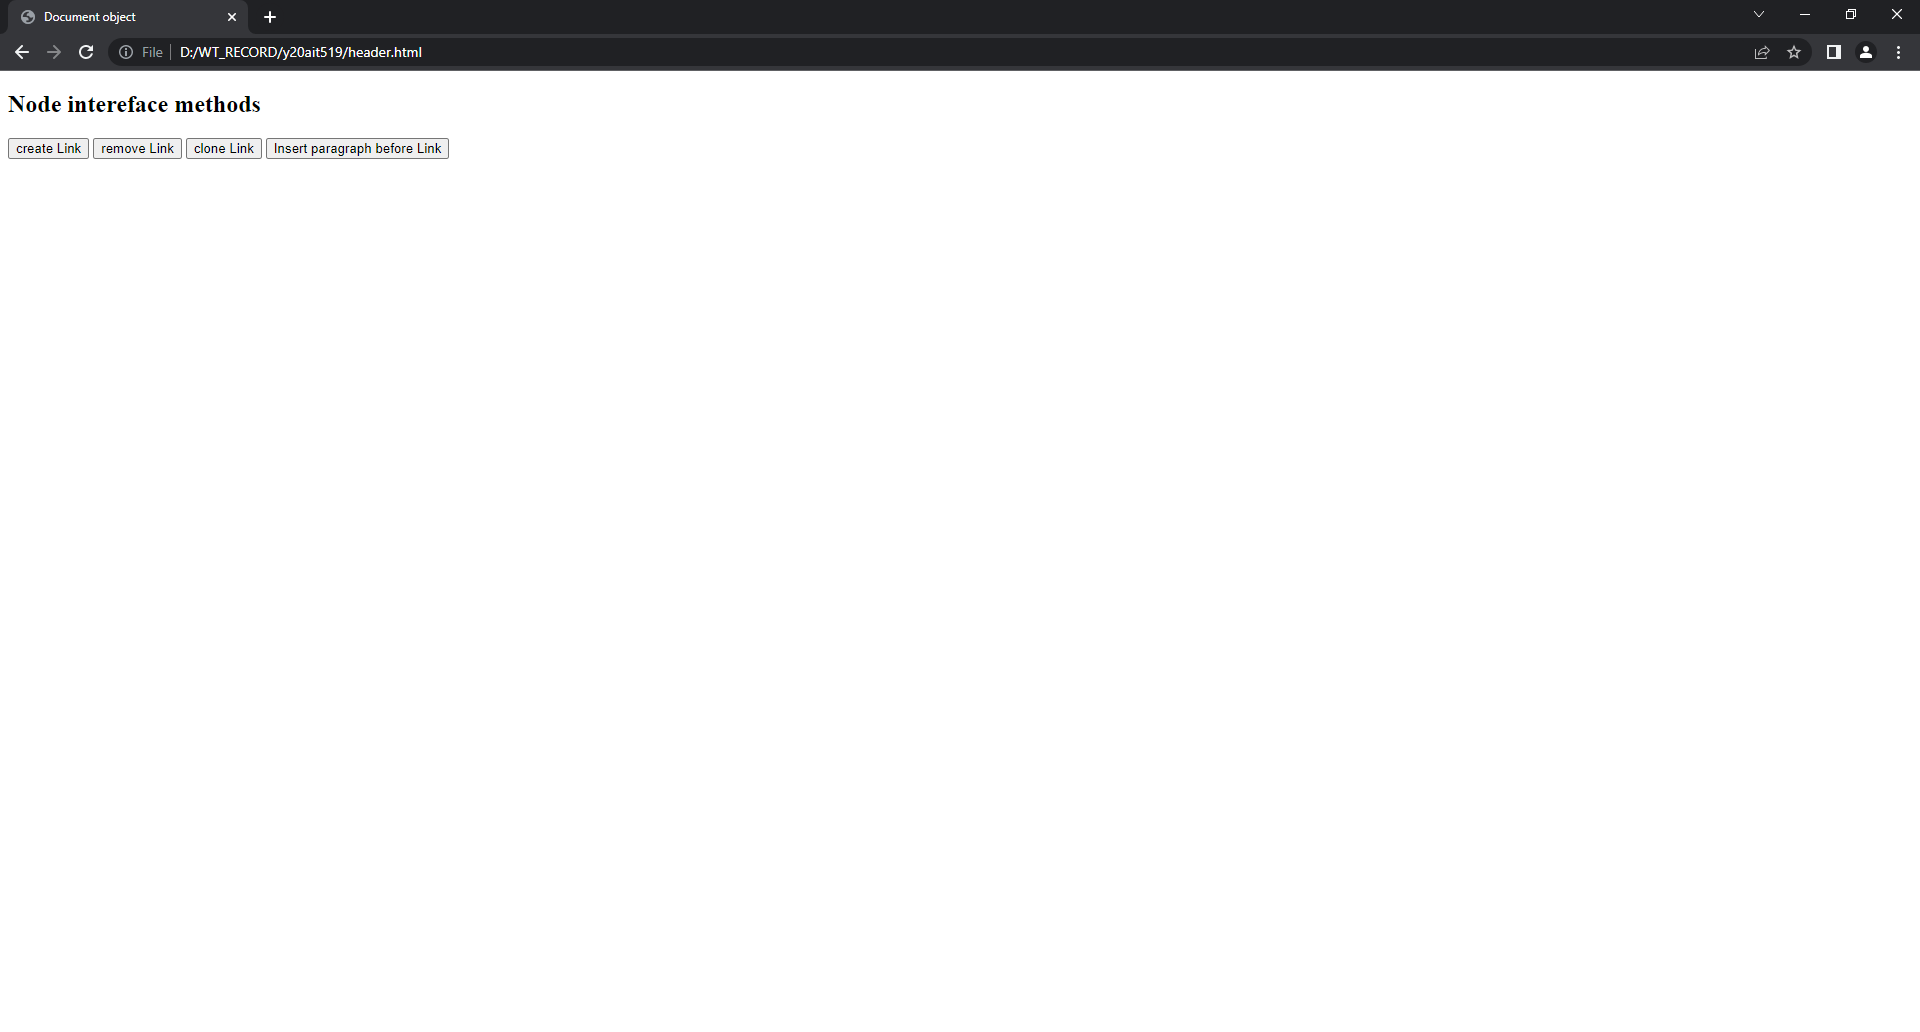 Document object
File D:/WT_RECORD/y20ait519/header.html
Node intereface methods
create Link remove Link clone Link Insert paragraph before Link